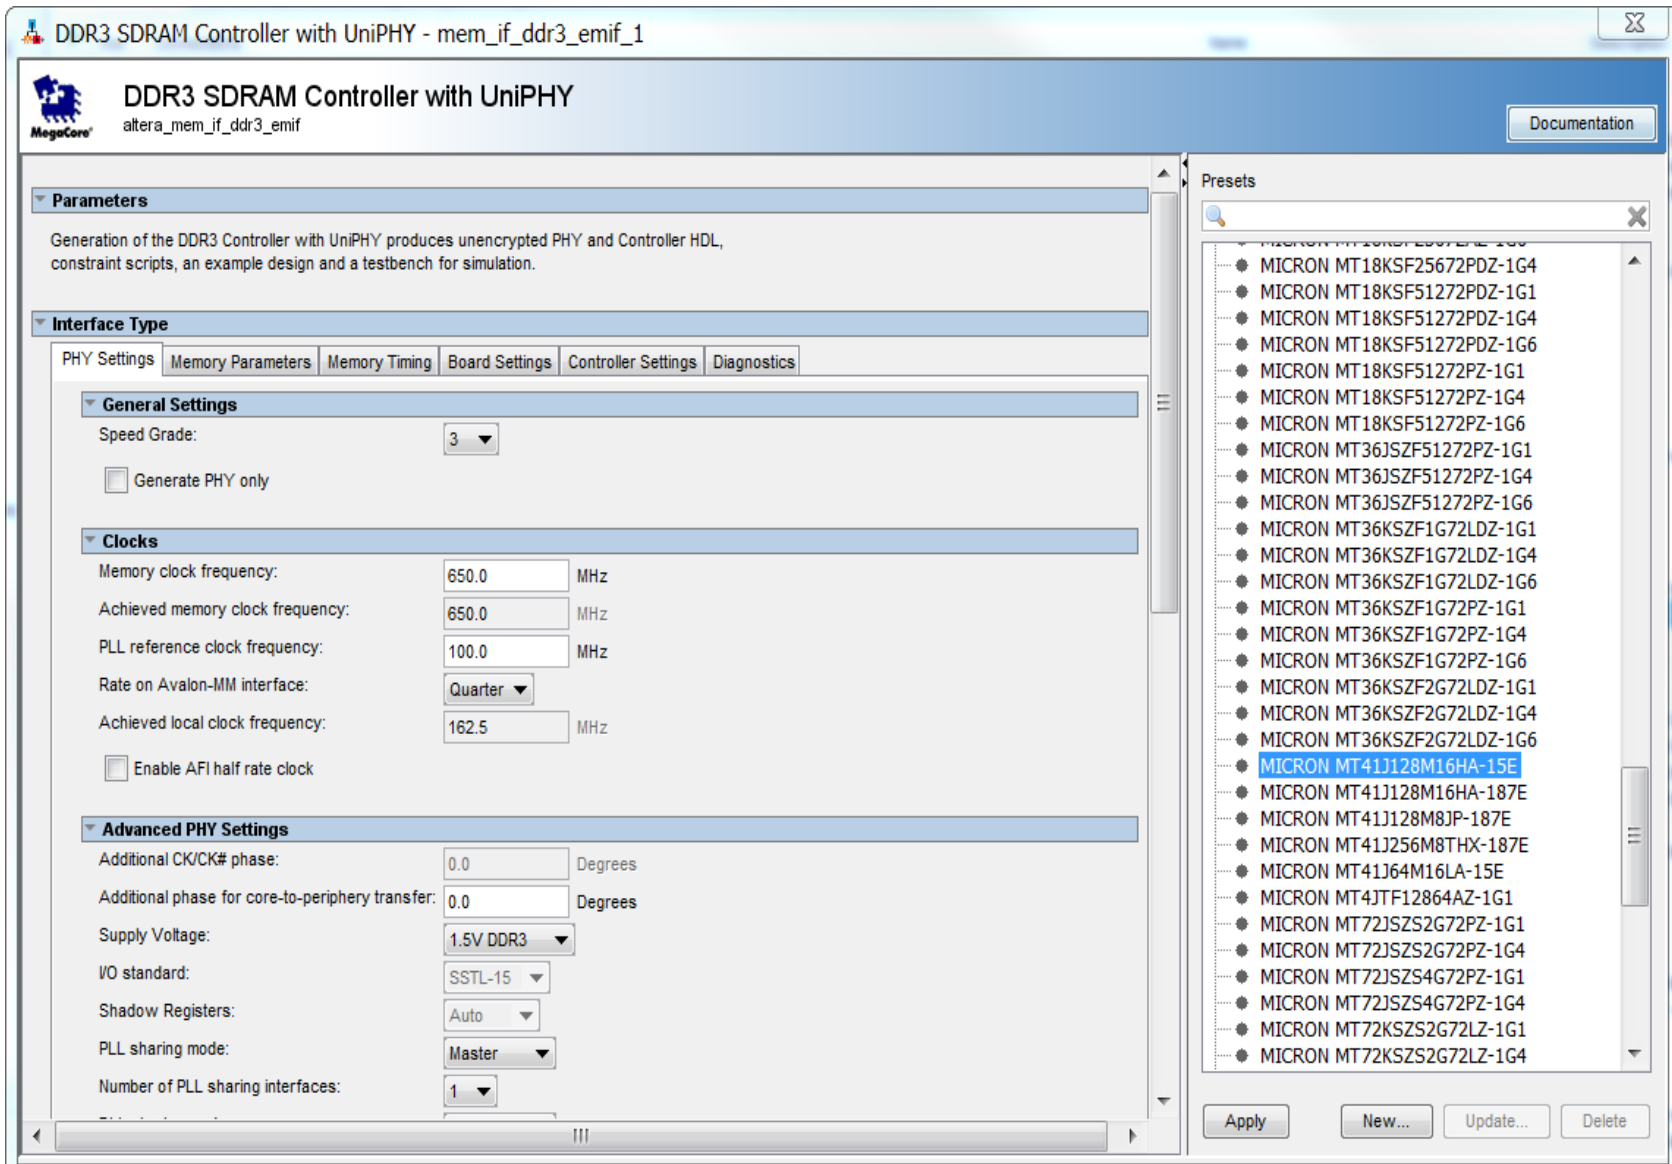 DDR3 SDRAM Controller with UniPHY - mem_if_ddr3_emif_1
DDR3 SDRAM Controller with UniPHY
altera_mem_if_ddr3_emif
MegaCore®
Documentation
Parameters
Generation of the DDR3 Controller with UniPHY produces unencrypted PHY and Controller HDL,
constraint scripts, an example design and a testbench for simulation.
Interface Type
PHY Settings Memory Parameters Memory Timing Board Settings Controller Settings Diagnostics
General Settings
Speed Grade: 3
Generate PHY only
Clocks
Memory clock frequency: 650.0 MHz
Achieved memory clock frequency: 650.0 MHz
PLL reference clock frequency: 100.0 MHz
Rate on Avalon-MM interface: Quarter
Achieved local clock frequency: 162.5 MHz
Enable AFI half rate clock
Advanced PHY Settings
Additional CK/CK# phase: 0.0 Degrees
Additional phase for core-to-periphery transfer: 0.0 Degrees
Supply Voltage: 1.5V DDR3
I/O standard: SSTL-15
Shadow Registers: Auto
PLL sharing mode: Master
Number of PLL sharing interfaces: 1
Presets
MICRON MT18KSF25672PDZ-1G4
MICRON MT18KSF51272PDZ-1G1
MICRON MT18KSF51272PDZ-1G4
MICRON MT18KSF51272PDZ-1G6
MICRON MT18KSF51272PZ-1G1
MICRON MT18KSF51272PZ-1G4
MICRON MT18KSF51272PZ-1G6
MICRON MT36JSZF51272PZ-1G1
MICRON MT36JSZF51272PZ-1G4
MICRON MT36JSZF51272PZ-1G6
MICRON MT36KSZF1G72LDZ-1G1
MICRON MT36KSZF1G72LDZ-1G4
MICRON MT36KSZF1G72LDZ-1G6
MICRON MT36KSZF1G72PZ-1G1
MICRON MT36KSZF1G72PZ-1G4
MICRON MT36KSZF1G72PZ-1G6
MICRON MT36KSZF2G72LDZ-1G1
MICRON MT36KSZF2G72LDZ-1G4
MICRON MT36KSZF2G72LDZ-1G6
MICRON MT41J128M16HA-15E
MICRON MT41J128M16HA-187E
MICRON MT41J128M8JP-187E
MICRON MT41J256M8THX-187E
MICRON MT41J64M16LA-15E
MICRON MT4JTF12864AZ-1G1
MICRON MT72JSZS2G72PZ-1G1
MICRON MT72JSZS2G72PZ-1G4
MICRON MT72JSZS4G72PZ-1G1
MICRON MT72JSZS4G72PZ-1G4
MICRON MT72KSZS2G72LZ-1G1
MICRON MT72KSZS2G72LZ-1G4
Apply New... Update... Delete